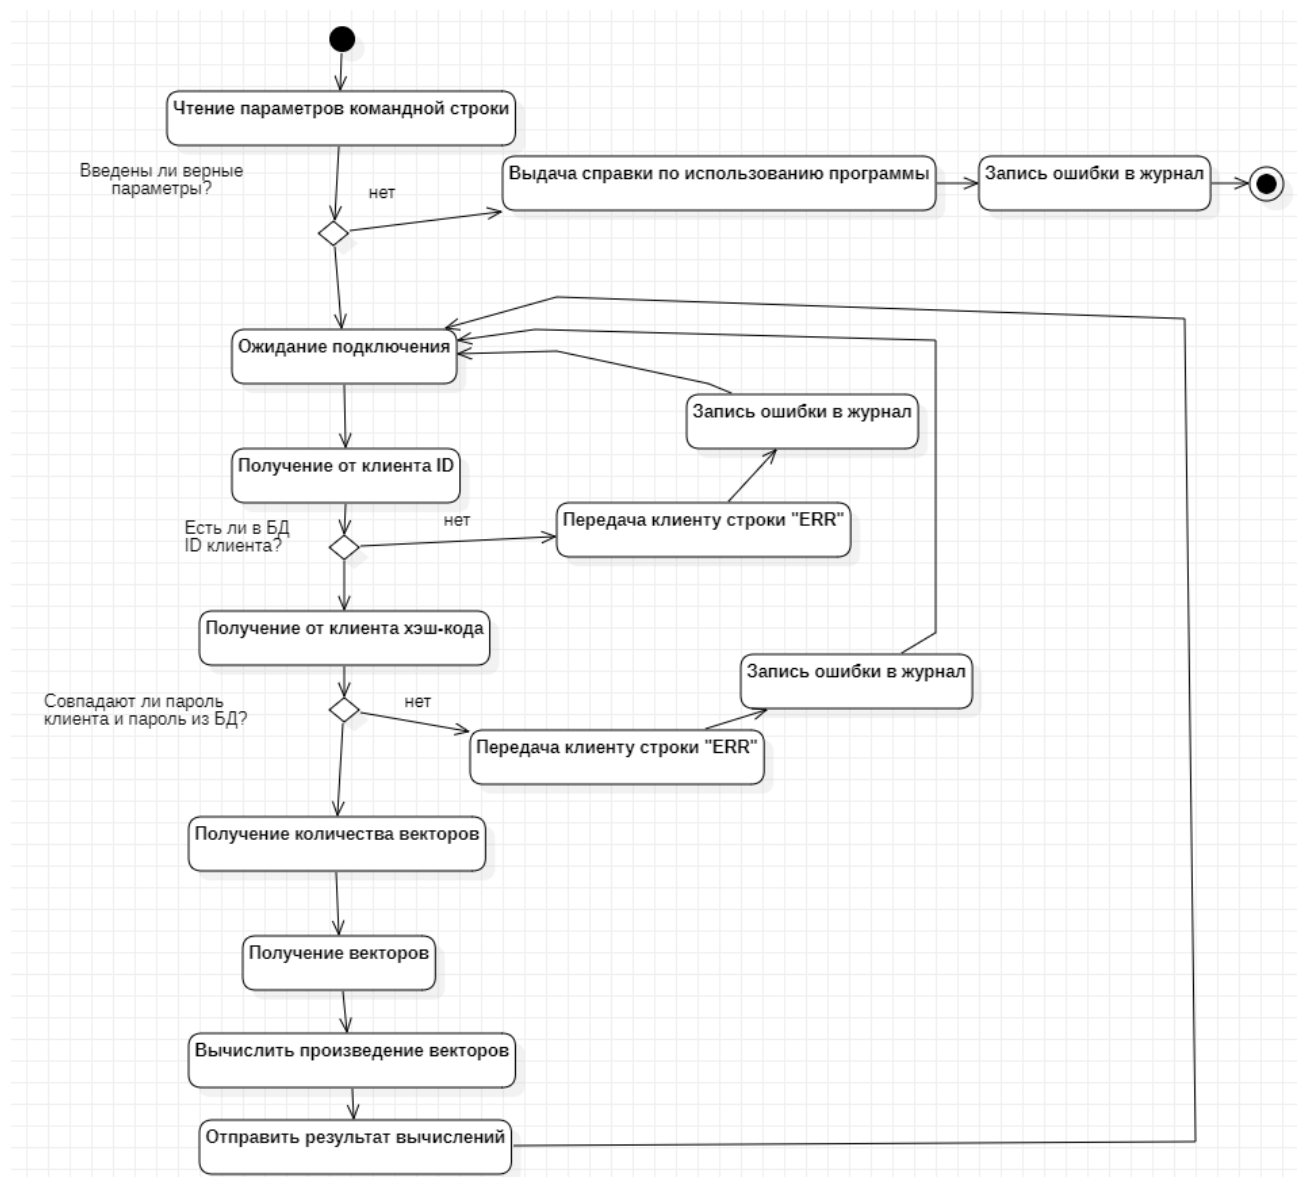 Чтение параметров командной строки
Введены ли верные
параметры?
нет
Выдача справки по использованию программы
Запись ошибки в журнал
Ожидание подключения
Запись ошибки в журнал
Получение от клиента ID
Есть ли в БД
ID клиента?
нет
Передача клиенту строки "ERR"
Получение от клиента хэш-кода
Запись ошибки в журнал
Совпадают ли пароль
клиента и пароль из БД?
нет
Передача клиенту строки "ERR"
Получение количества векторов
Получение векторов
Вычислить произведение векторов
Отправить результат вычислений